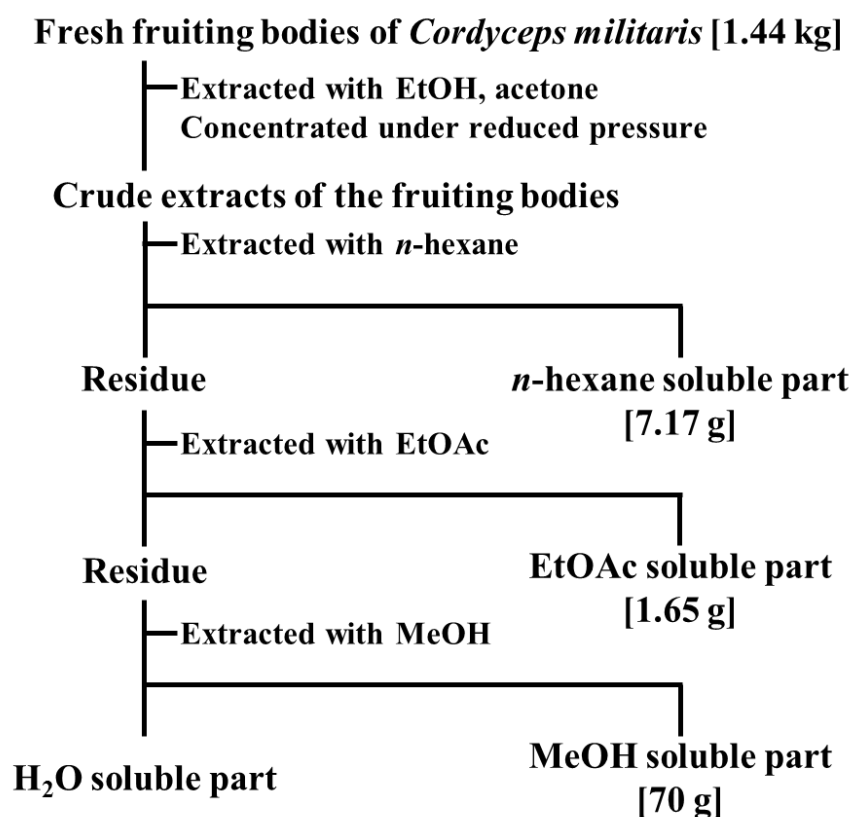 Fresh fruiting bodies of Cordyceps militaris [1.44 kg]
Extracted with EtOH, acetone
Concentrated under reduced pressure
Crude extracts of the fruiting bodies
Extracted with n-hexane
Residue
n-hexane soluble part
[7.17 g]
Extracted with EtOAc
Residue
EtOAc soluble part
[1.65 g]
Extracted with MeOH
H₂O soluble part
MeOH soluble part
[70 g]